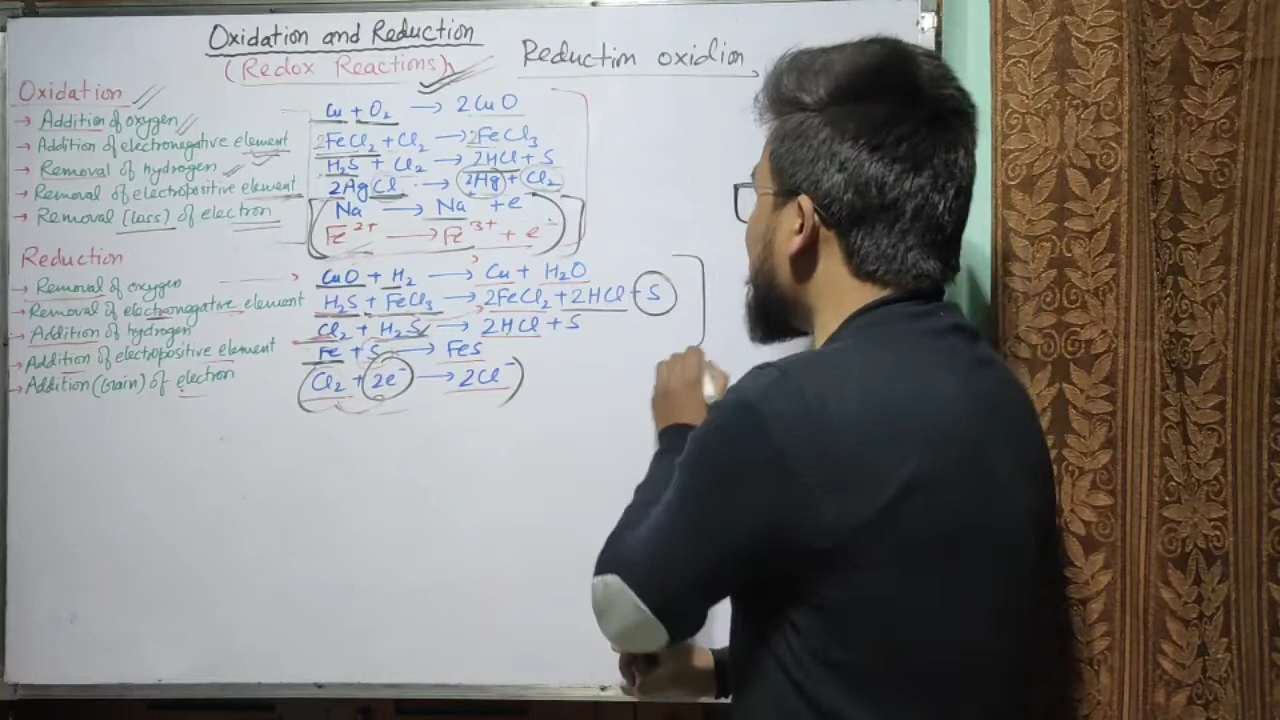 Oxidation and Reduction
(Redox Reactions)
Reduction oxidion
Oxidation
→ Addition of oxygen
→ Addition of electronegative element
→ Removal of hydrogen
→ Removal of electropositive element
→ Removal (loss) of electron
Cu + O₂ → 2CuO
2FeCl₂ + Cl₂ → 2FeCl₃
H₂S + Cl₂ → 2HCl + S
2AgCl → 2Ag + Cl₂
Na → Na + e⁻
Fe²⁺ → Fe³⁺ + e⁻
Reduction
→ Removal of oxygen
→ Removal of electronegative element
→ Addition of hydrogen
→ Addition of electropositive element
→ Addition (Gain) of electron
CuO + H₂ → Cu + H₂O
H₂S + FeCl₃ → 2FeCl₂ + 2HCl + S
Cl₂ + H₂S → 2HCl + S
Fe + S → FeS
Cl₂ + 2e⁻ → 2Cl⁻